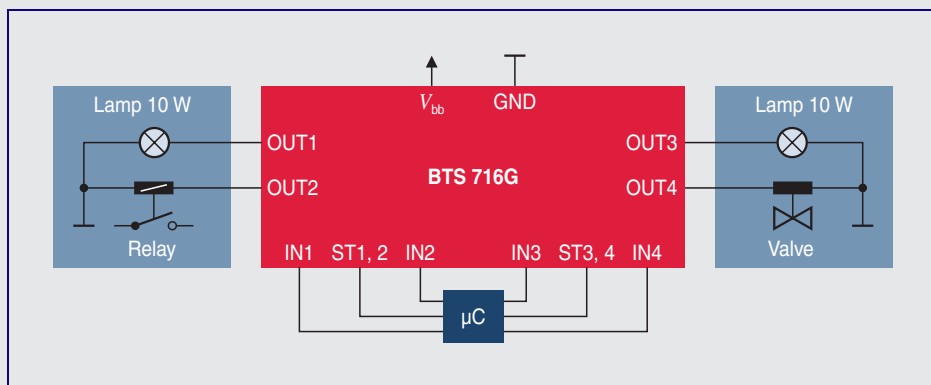 Vbb
GND
Lamp 10 W
OUT1
OUT2
Relay
BTS 716G
OUT3
OUT4
Lamp 10 W
Valve
IN1
ST1, 2
IN2
IN3
ST3, 4
IN4
µC